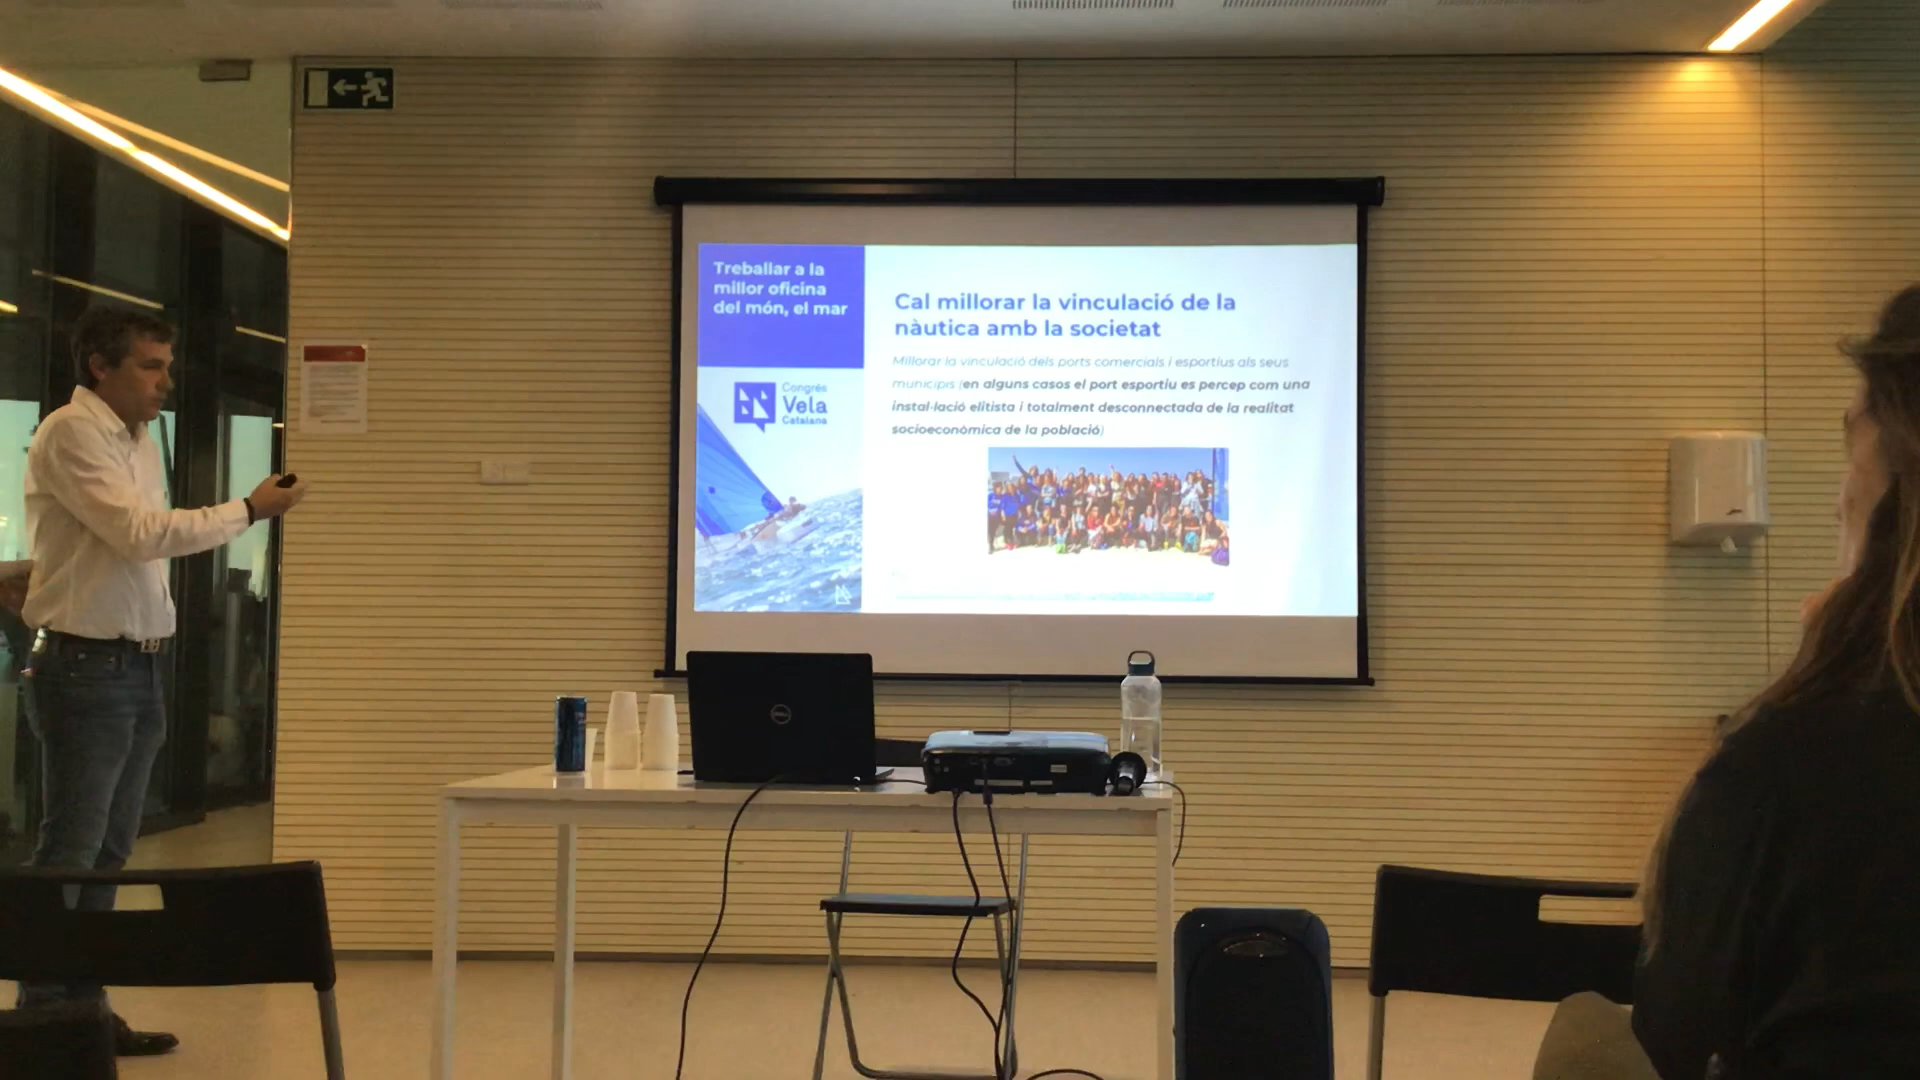 Treballar a la
millor oficina
del món, el mar
Congrés
Vela
Catalana
Cal millorar la vinculació de la
nàutica amb la societat
Millorar la vinculació dels ports comercials i esportius als seus
municipis (en alguns casos el port esportiu es percep com una
instal·lació elitista i totalment desconnectada de la realitat
socioeconòmica de la població)
DELL